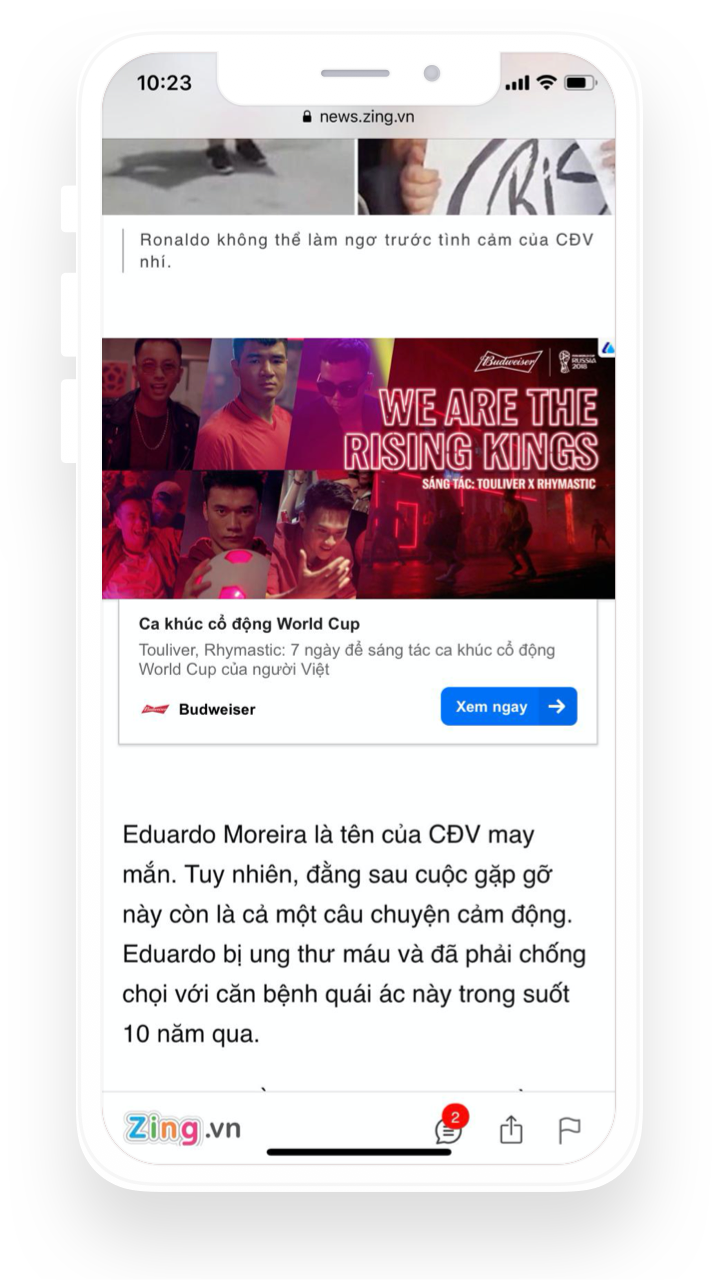 10:23
news.zing.vn
Ris
Ronaldo không thể làm ngơ trước tình cảm của CĐV
nhí.
Budweiser
RUSSIA
2018
WE ARE THE
RISING KINGS
SÁNG TÁC: TOULIVER X RHYMASTIC
Ca khúc cổ động World Cup
Touliver, Rhymastic: 7 ngày để sáng tác ca khúc cổ động
World Cup của người Việt
Budweiser
Xem ngay
Eduardo Moreira là tên của CĐV may
mắn. Tuy nhiên, đằng sau cuộc gặp gỡ
này còn là cả một câu chuyện cảm động.
Eduardo bị ung thư máu và đã phải chống
chọi với căn bệnh quái ác này trong suốt
10 năm qua.
2
Zing.vn